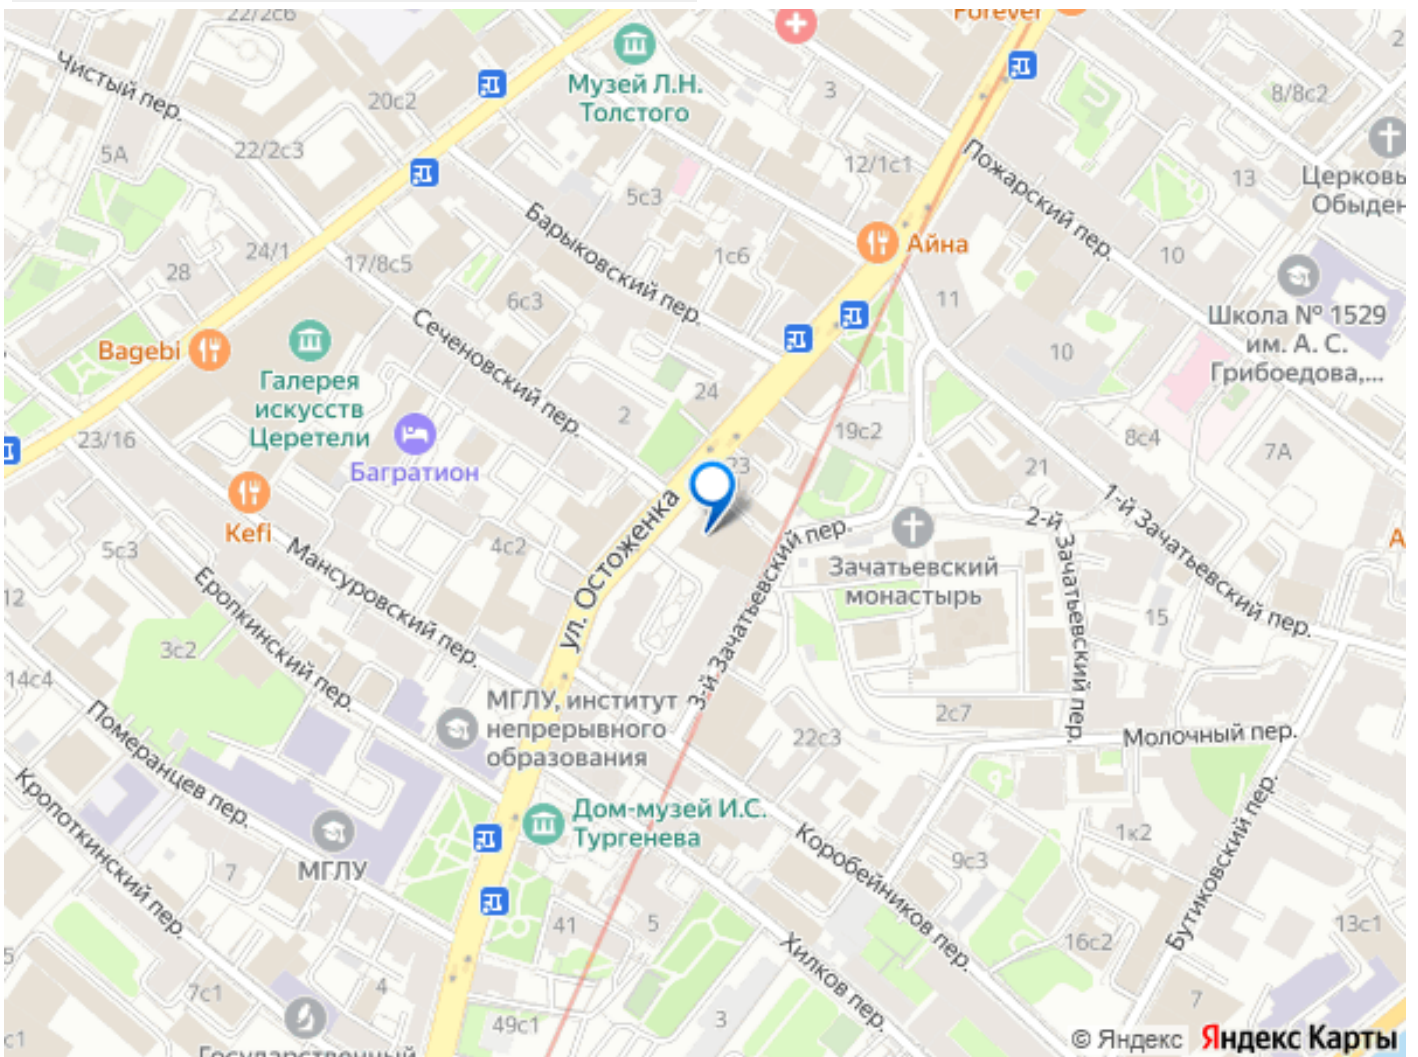 22/2с6
Forever
2
Чистый пер.
20с2
Музей Л.Н.
Толстого
3
8/8с2
5А
22/2с3
12/1с1
Пожарский пер.
13
Церковь
Обыден
5с3
Барыковский пер.
24/1
17/8с5
28
1с6
Айна
10
6с3
11
Сеченовский пер.
Школа № 1529
им. А. С.
Грибоедова,...
Bagebi
10
Галерея
искусств
Церетели
24
2
23/16
19с2
8с4
7А
Багратион
23
21
1-й Зачатьевский пер.
Kefi
ул. Остоженка
2-й Зачатьевский пер.
3-й Зачатьевский пер.
5с3
4с2
Мансуровский пер.
Зачатьевский
монастырь
А
12
Еропкинский пер.
15
3с2
14с4
МГЛУ, институт
непрерывного
образования
2с7
22с3
Молочный пер.
Померанцев пер.
Кропоткинский пер.
Дом-музей И.С.
Тургенева
МГЛУ
7
1к2
Коробейников пер.
9с3
Бутиковский пер.
41
5
13с1
16с2
Хилков пер.
5
7с1
4
7
49с1
3
с1
Государственный
© Яндекс Яндекс Карты